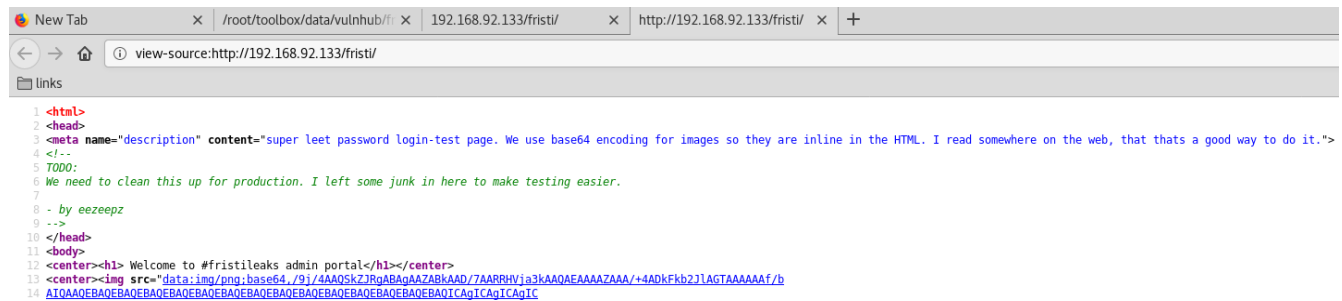 New Tab
/root/toolbox/data/vulnhub/fr
192.168.92.133/fristi/
http://192.168.92.133/fristi/
view-source:http://192.168.92.133/fristi/
links
1 <html>
2 <head>
3 <meta name="description" content="super leet password login-test page. We use base64 encoding for images so they are inline in the HTML. I read somewhere on the web, that thats a good way to do it.">
4 <!--
5 TODO:
6 We need to clean this up for production. I left some junk in here to make testing easier.
7
8 - by eezeepz
9 -->
10 </head>
11 <body>
12 <center><h1> Welcome to #fristileaks admin portal</h1></center>
13 <center><img src="data:img/png;base64,/9j/4AAQSkZJRgABAgAAZABkAAD/7AARRHVja3kAAQAEAAAAZAAA/+4ADkFkb2JlAGTAAAAAAf/b
14 AIQAAQEBAQEBAQEBAQEBAQEBAQEBAQEBAQEBAQEBAQEBAQEBAQEBAQEBAQEBAQICAgICAgICAgIC